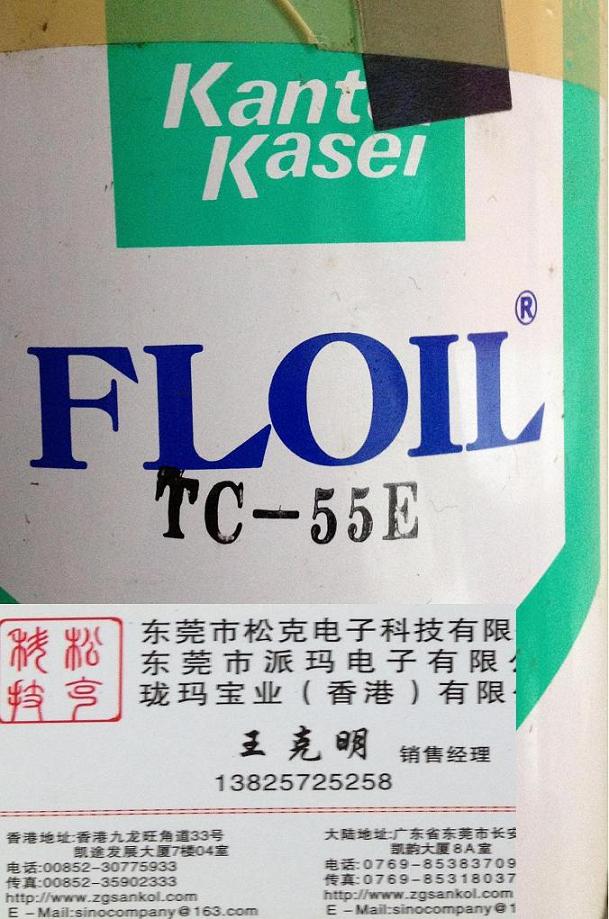 Kant
Kasei
FLOIL®
TC-55E
东莞市松克电子科技有限
东莞市派玛电子有限
珑玛宝业（香港）有限
王克明 销售经理
13825725258
香港地址:香港九龙旺角道33号
凯途发展大厦7楼04室
电话:00852-30775933
传真:00852-35902333
http://www.zgsankol.com
E-Mail:sinocompany@163.com
大陆地址:广东省东莞市长安
凯韵大厦8A室
电话:0769-85383709
传真:0769-85318037
http://www.zgsankol.com
E-Mail:sinocompany@1